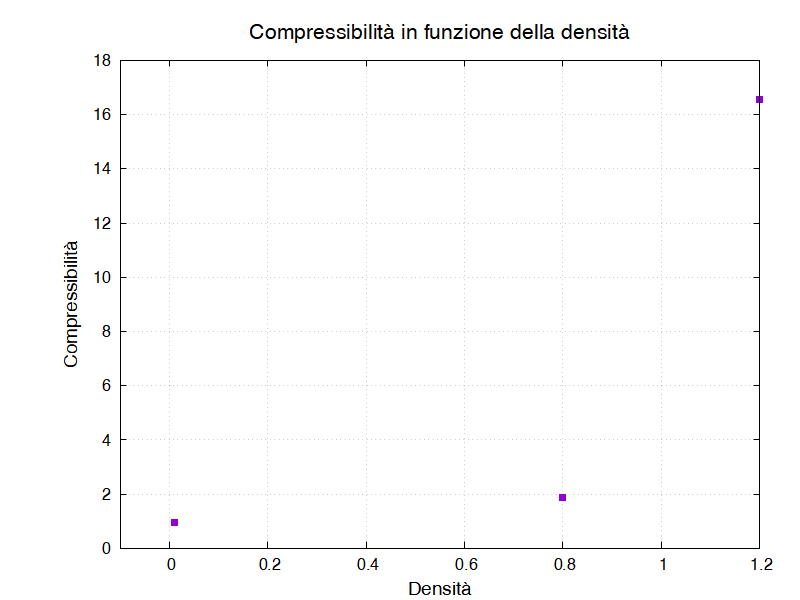 Compressibilità in funzione della densità
18
16
14
12
10
8
6
4
2
0
Compressibilità
0 0.2 0.4 0.6 0.8 1 1.2
Densità